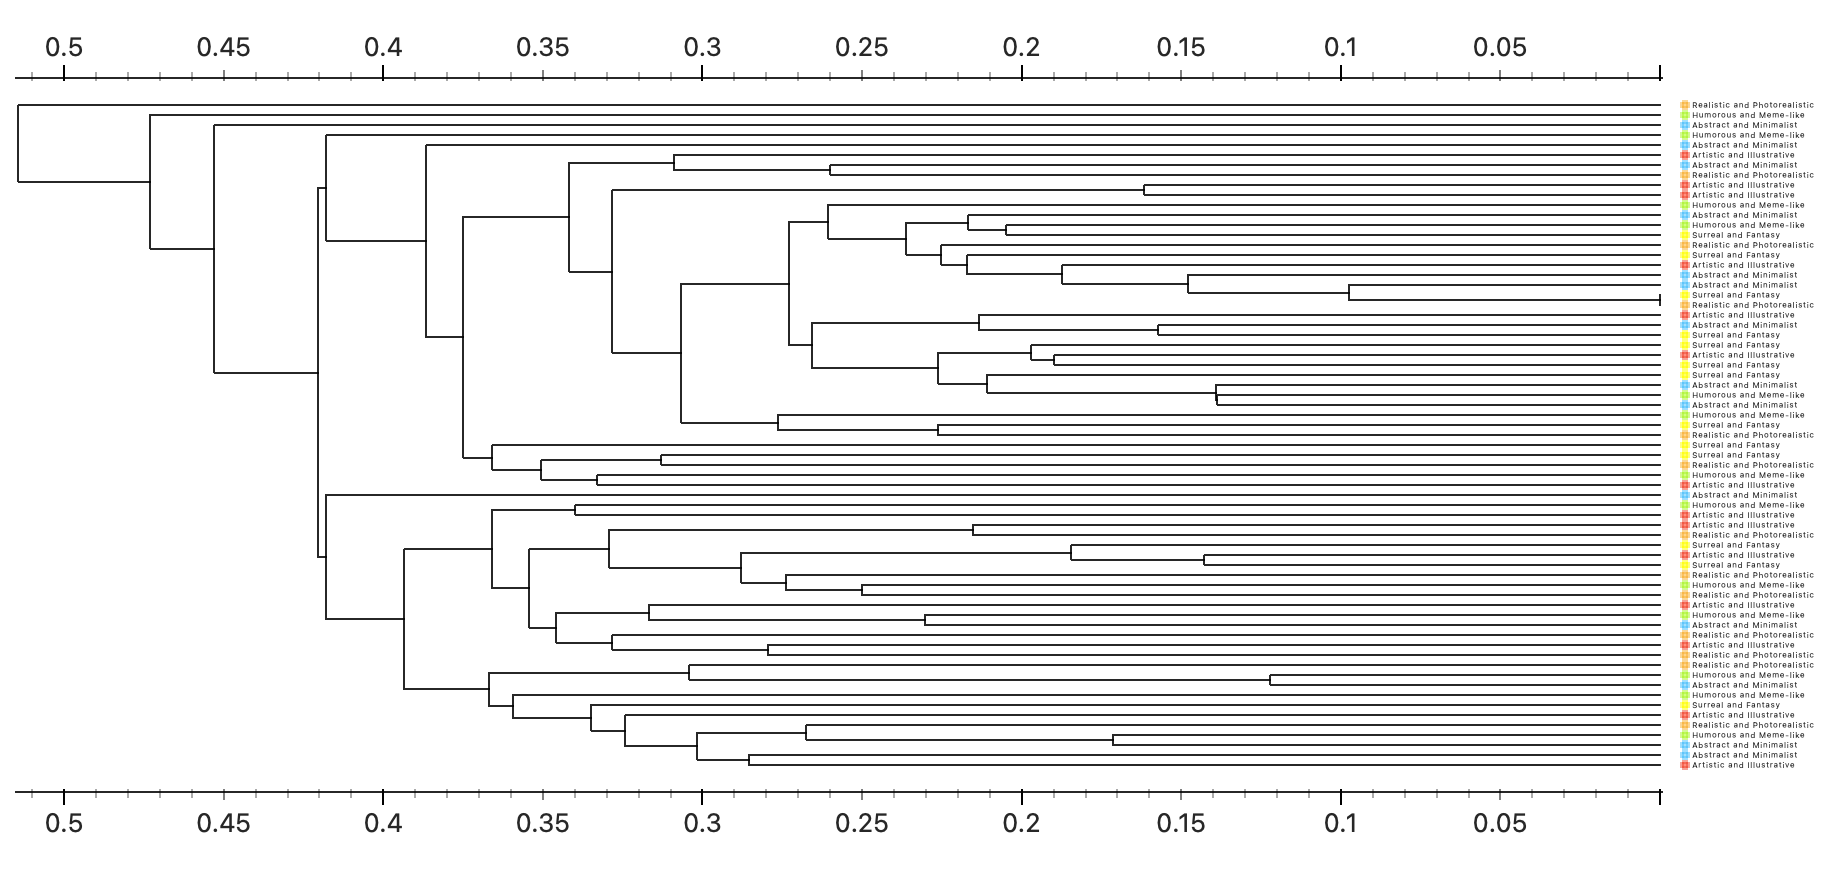 0.5 0.45 0.4 0.35 0.3 0.25 0.2 0.15 0.1 0.05
Realistic and Photorealistic
Humorous and Meme-like
Abstract and Minimalist
Humorous and Meme-like
Abstract and Minimalist
Artistic and Illustrative
Abstract and Minimalist
Realistic and Photorealistic
Artistic and Illustrative
Artistic and Illustrative
Humorous and Meme-like
Abstract and Minimalist
Humorous and Meme-like
Surreal and Fantasy
Realistic and Photorealistic
Surreal and Fantasy
Artistic and Illustrative
Abstract and Minimalist
Abstract and Minimalist
Surreal and Fantasy
Realistic and Photorealistic
Artistic and Illustrative
Abstract and Minimalist
Surreal and Fantasy
Surreal and Fantasy
Artistic and Illustrative
Surreal and Fantasy
Surreal and Fantasy
Abstract and Minimalist
Humorous and Meme-like
Abstract and Minimalist
Humorous and Meme-like
Surreal and Fantasy
Realistic and Photorealistic
Surreal and Fantasy
Surreal and Fantasy
Realistic and Photorealistic
Humorous and Meme-like
Artistic and Illustrative
Abstract and Minimalist
Humorous and Meme-like
Artistic and Illustrative
Artistic and Illustrative
Realistic and Photorealistic
Surreal and Fantasy
Artistic and Illustrative
Surreal and Fantasy
Realistic and Photorealistic
Humorous and Meme-like
Realistic and Photorealistic
Artistic and Illustrative
Humorous and Meme-like
Abstract and Minimalist
Realistic and Photorealistic
Artistic and Illustrative
Realistic and Photorealistic
Realistic and Photorealistic
Humorous and Meme-like
Abstract and Minimalist
Humorous and Meme-like
Surreal and Fantasy
Artistic and Illustrative
Realistic and Photorealistic
Humorous and Meme-like
Abstract and Minimalist
Abstract and Minimalist
Artistic and Illustrative
0.5 0.45 0.4 0.35 0.3 0.25 0.2 0.15 0.1 0.05